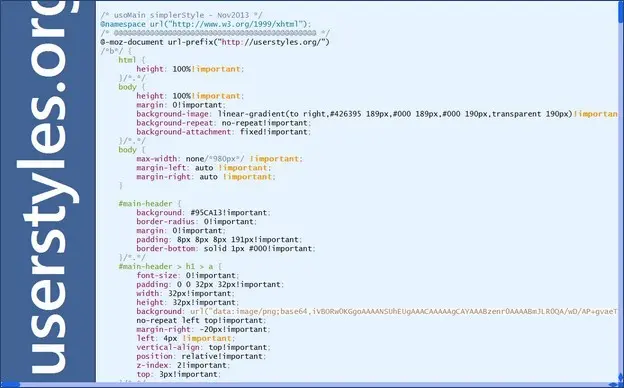 userstyles.org
/* usoMain simplerStyle - Nov2013 */
@namespace url("http://www.w3.org/1999/xhtml");
@-moz-document url-prefix("http://userstyles.org/")
/*b*/ {
html {
height: 100%!important;
}/*.*/
body {
height: 100%!important;
margin: 0!important;
background-image: linear-gradient(to right,#426395 189px,#000 189px,#000 190px,transparent 190px)!importan
background-repeat: no-repeat!important;
background-attachment: fixed!important;
}/*.*/
body {
max-width: none/*980px*/ !important;
margin-left: auto !important;
margin-right: auto !important;
}
#main-header {
background: #95CA13!important;
border-radius: 0!important;
margin: 0!important;
padding: 8px 8px 8px 191px!important;
border-bottom: solid 1px #000!important;
}/*.*/
#main-header > h1 > a {
font-size: 0!important;
padding: 0 0 32px 32px!important;
width: 32px!important;
height: 32px!important;
background: url("data:image/png;base64,
no-repeat left top!important;
margin-right: -20px!important;
left: 4px !important;
vertical-align: top!important;
position: relative!important;
z-index: 2!important;
top: 3px!important;
}/*.*/